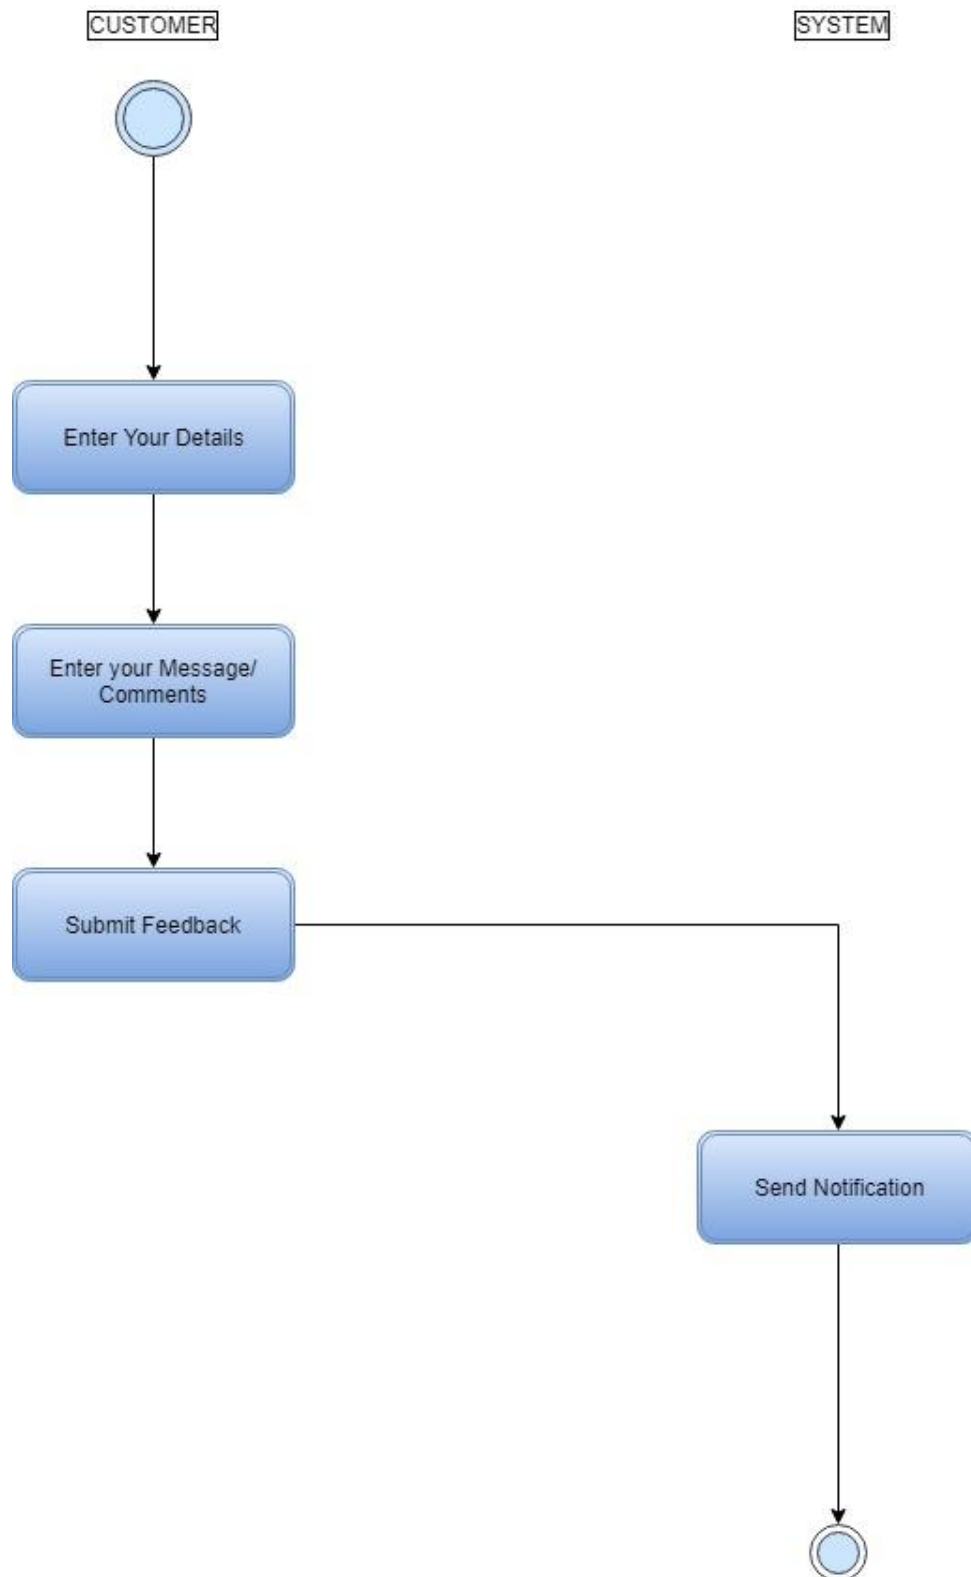 CUSTOMER
SYSTEM
Enter Your Details
Enter your Message/
Comments
Submit Feedback
Send Notification